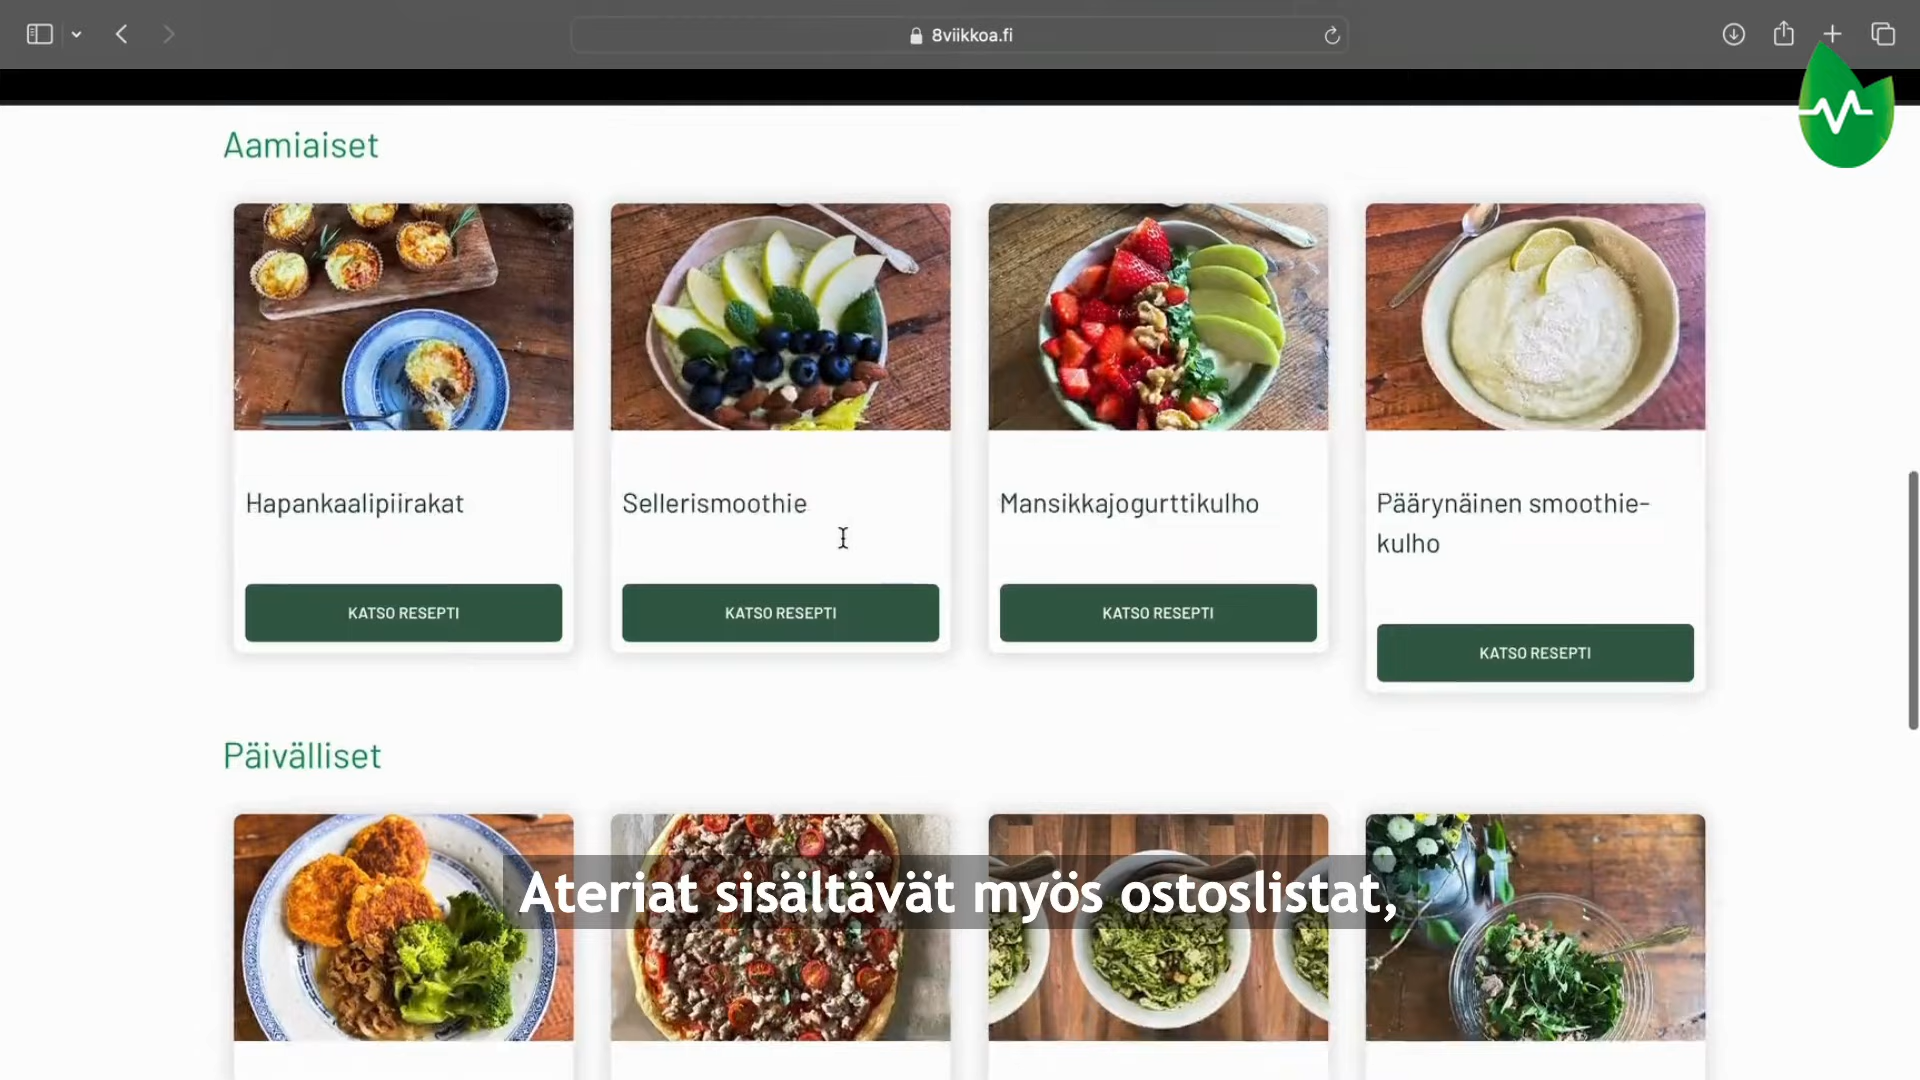 8viikkoa.fi
Aamiaiset
Hapankaalipiirakat
Sellerismoothie
Mansikkajogurttikulho
Päärynäinen smoothie-
kulho
KATSO RESEPTI
KATSO RESEPTI
KATSO RESEPTI
KATSO RESEPTI
Päivälliset
Ateriat sisältävät myös ostoslistat,